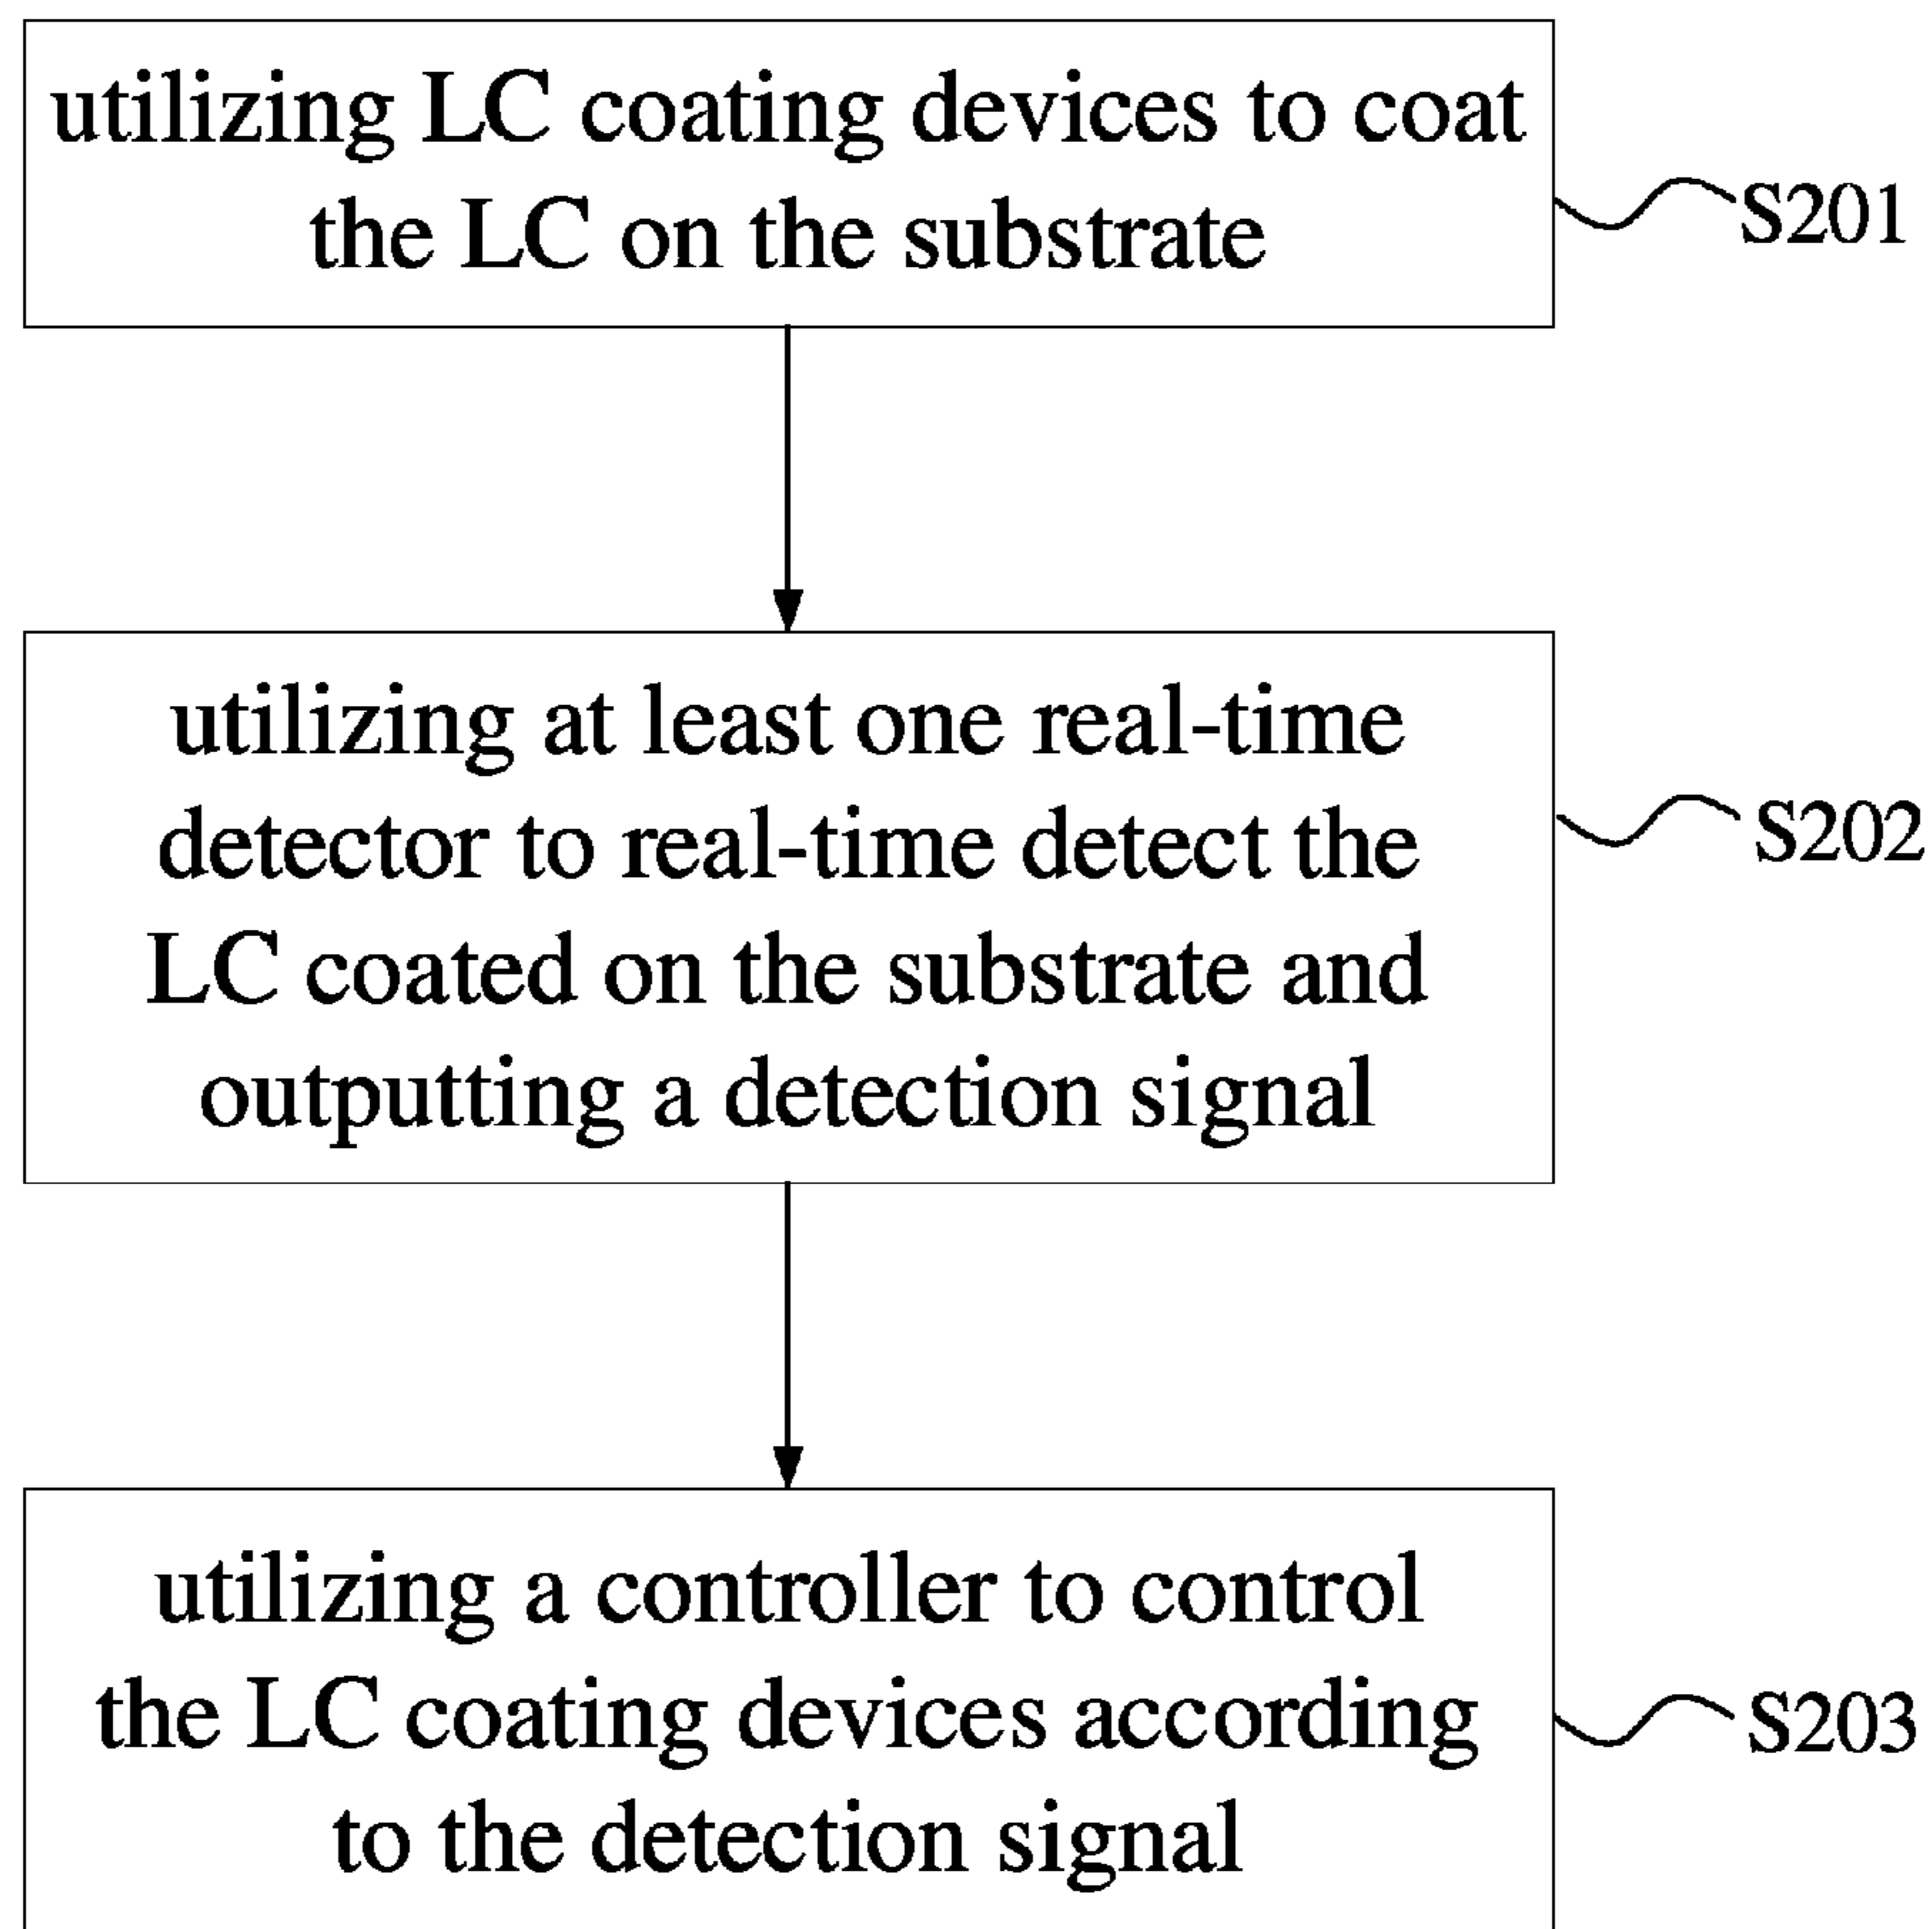 utilizing LC coating devices to coat
the LC on the substrate
S201
utilizing at least one real-time
detector to real-time detect the
LC coated on the substrate and
outputting a detection signal
S202
utilizing a controller to control
the LC coating devices according
to the detection signal
S203